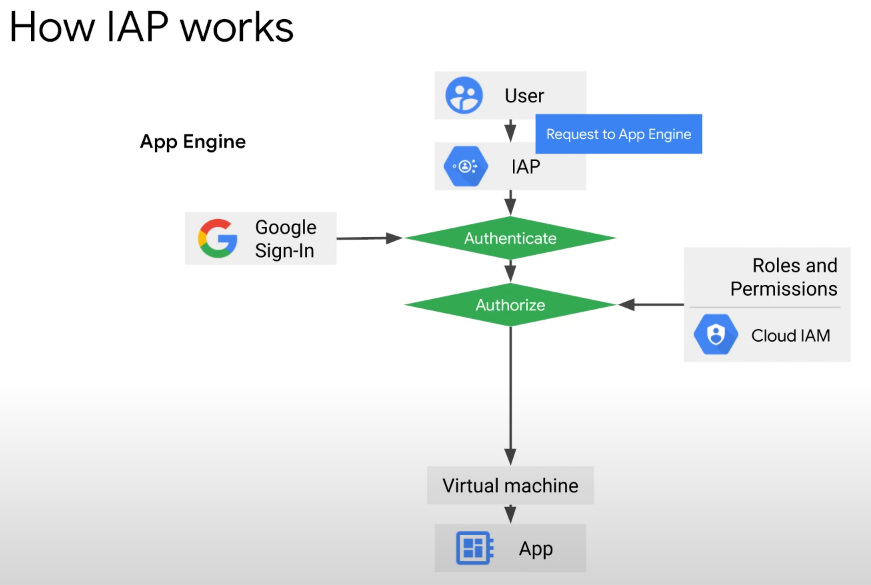 How IAP works
User
App Engine
Request to App Engine
IAP
Google
Sign-In
Authenticate
Roles and
Permissions
Authorize
Cloud IAM
Virtual machine
App